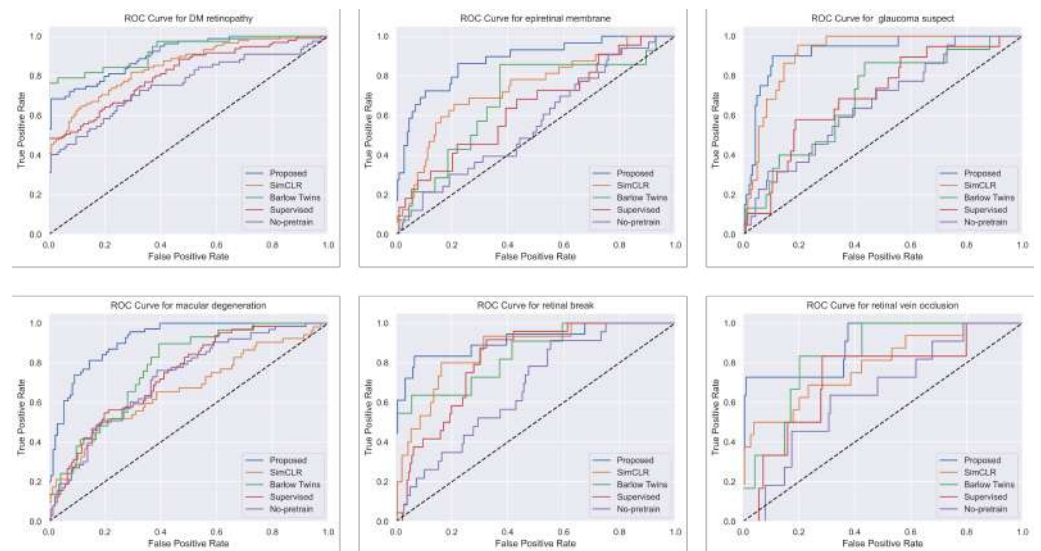 ROC Curve for DM retinopathy
True Positive Rate
1.0
0.8
0.6
0.4
0.2
0.0
Proposed
SimCLR
Barlow Twins
Supervised
No-pretrain
0.0 0.2 0.4 0.6 0.8 1.0
False Positive Rate
ROC Curve for epiretinal membrane
True Positive Rate
1.0
0.8
0.6
0.4
0.2
0.0
Proposed
SimCLR
Barlow Twins
Supervised
No-pretrain
0.0 0.2 0.4 0.6 0.8 1.0
False Positive Rate
ROC Curve for glaucoma suspect
True Positive Rate
1.0
0.8
0.6
0.4
0.2
0.0
Proposed
SimCLR
Barlow Twins
Supervised
No-pretrain
0.0 0.2 0.4 0.6 0.8 1.0
False Positive Rate
ROC Curve for macular degeneration
True Positive Rate
1.0
0.8
0.6
0.4
0.2
0.0
Proposed
SimCLR
Barlow Twins
Supervised
No-pretrain
0.0 0.2 0.4 0.6 0.8 1.0
False Positive Rate
ROC Curve for retinal break
True Positive Rate
1.0
0.8
0.6
0.4
0.2
0.0
Proposed
SimCLR
Barlow Twins
Supervised
No-pretrain
0.0 0.2 0.4 0.6 0.8 1.0
False Positive Rate
ROC Curve for retinal vein occlusion
True Positive Rate
1.0
0.8
0.6
0.4
0.2
0.0
Proposed
SimCLR
Barlow Twins
Supervised
No-pretrain
0.0 0.2 0.4 0.6 0.8 1.0
False Positive Rate